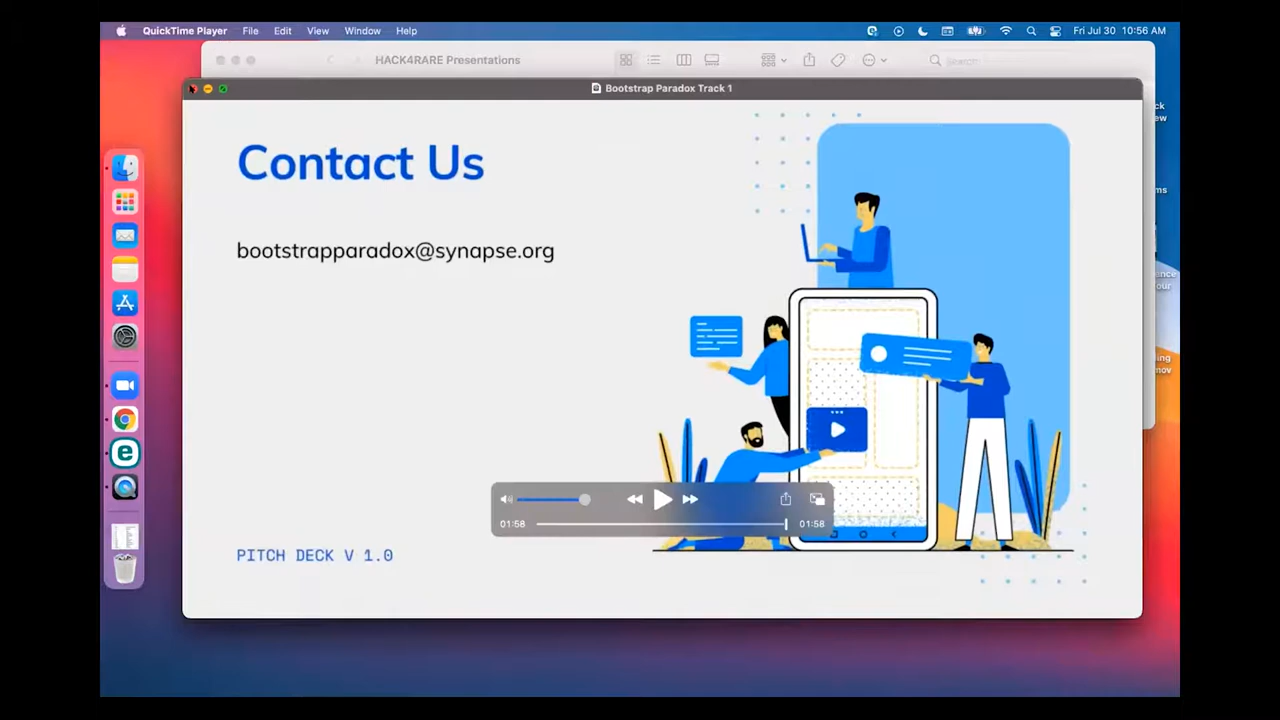 QuickTime Player File Edit View Window Help Fri Jul 30 10:56 AM
HACK4RARE Presentations Search
Bootstrap Paradox Track 1
Contact Us
bootstrapparadox@synapse.org
01:58 01:58
PITCH DECK V 1.0